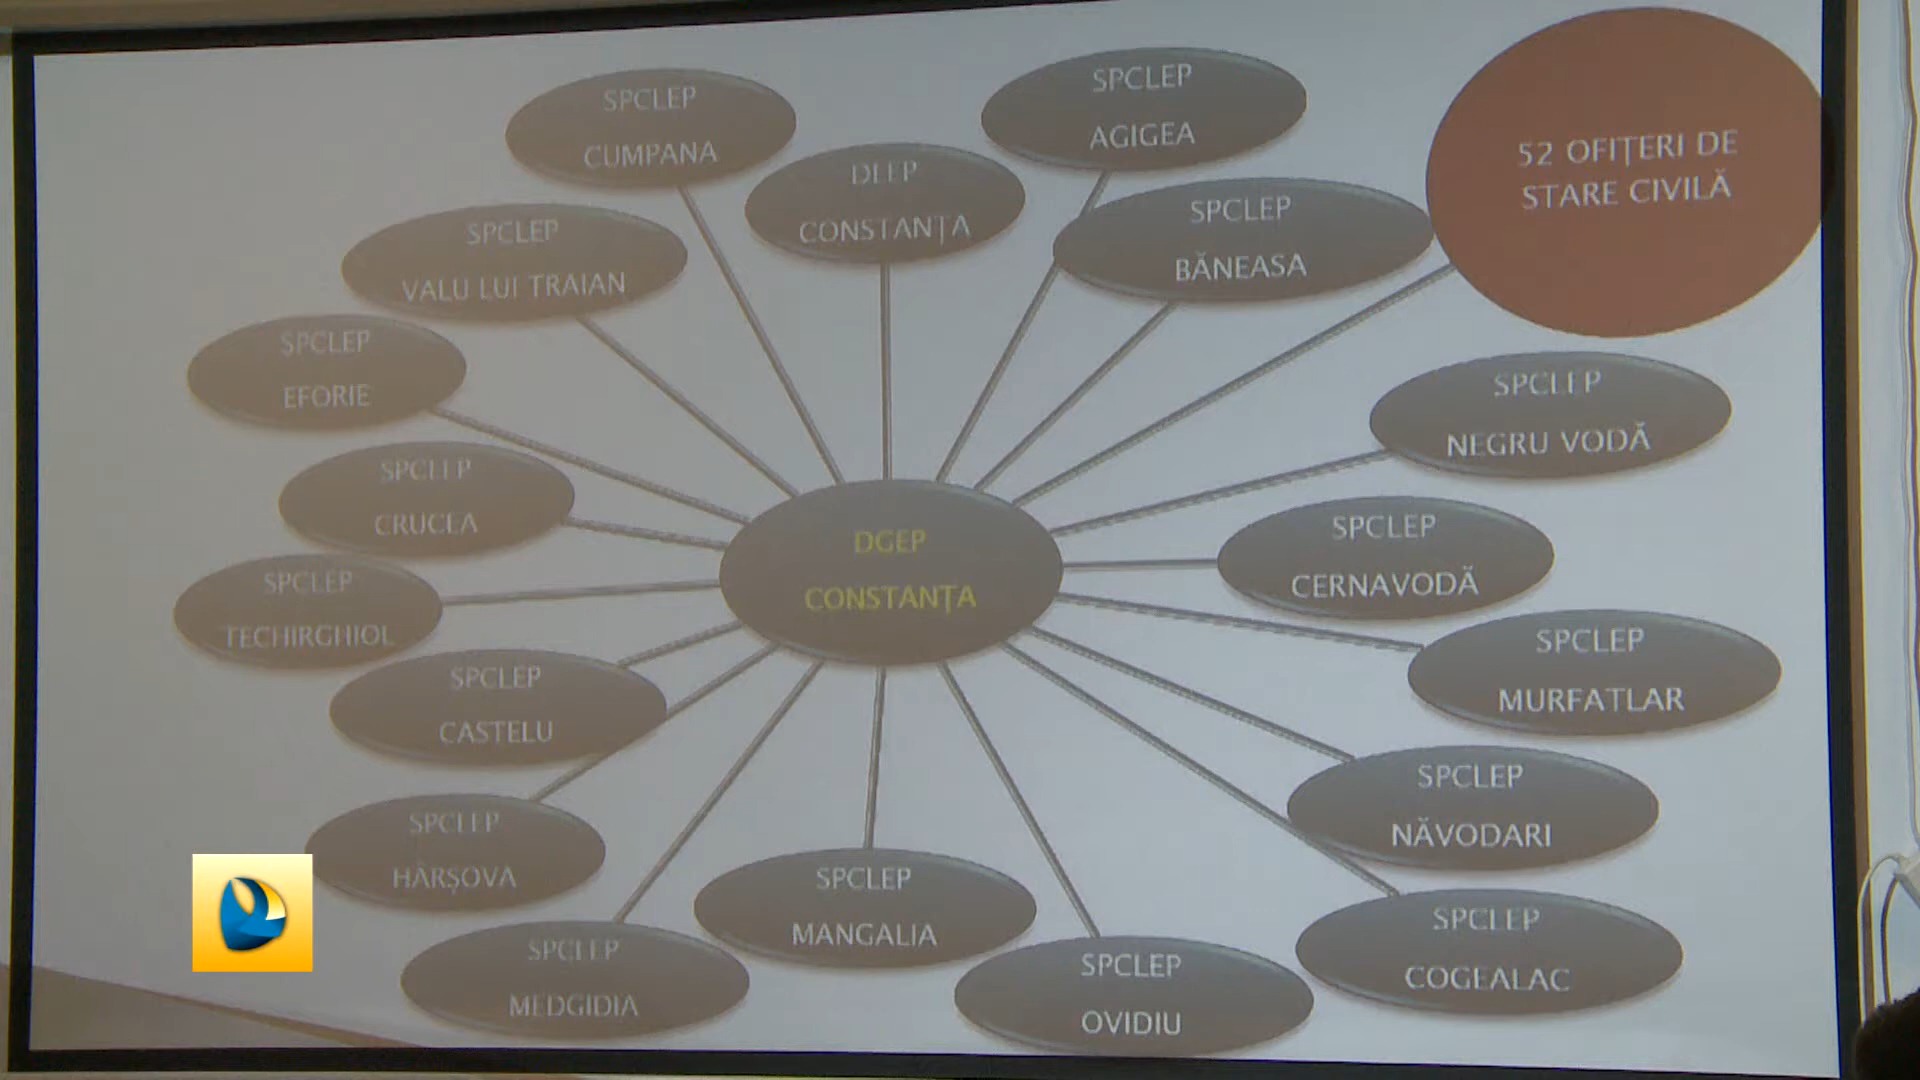 SPCLEP
CUMPANA
DLEP
CONSTANȚA
SPCLEP
AGIGEA
52 OFIȚERI DE
STARE CIVILĂ
SPCLEP
VALU LUI TRAIAN
SPCLEP
BĂNEASA
SPCLEP
EFORIE
SPCLEP
NEGRU VODĂ
SPCLEP
CRUCEA
DGEP
CONSTANȚA
SPCLEP
CERNAVODĂ
SPCLEP
TECHIRGHIOL
SPCLEP
MURFATLAR
SPCLEP
CASTELU
SPCLEP
NĂVODARI
SPCLEP
HÂRȘOVA
SPCLEP
MANGALIA
SPCLEP
COGEALAC
SPCLEP
MEDGIDIA
SPCLEP
OVIDIU